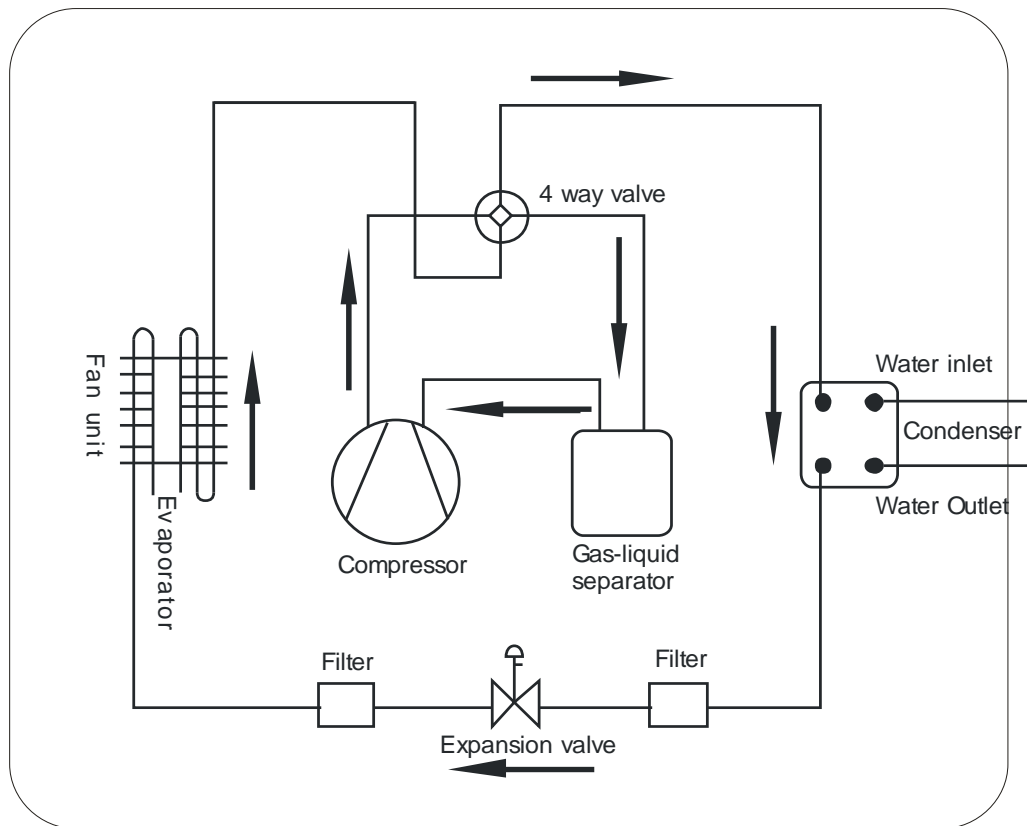 4 way valve
Fan unit
Evaporator
Water inlet
Condenser
Water Outlet
Compressor
Gas-liquid
separator
Filter
Filter
Expansion valve